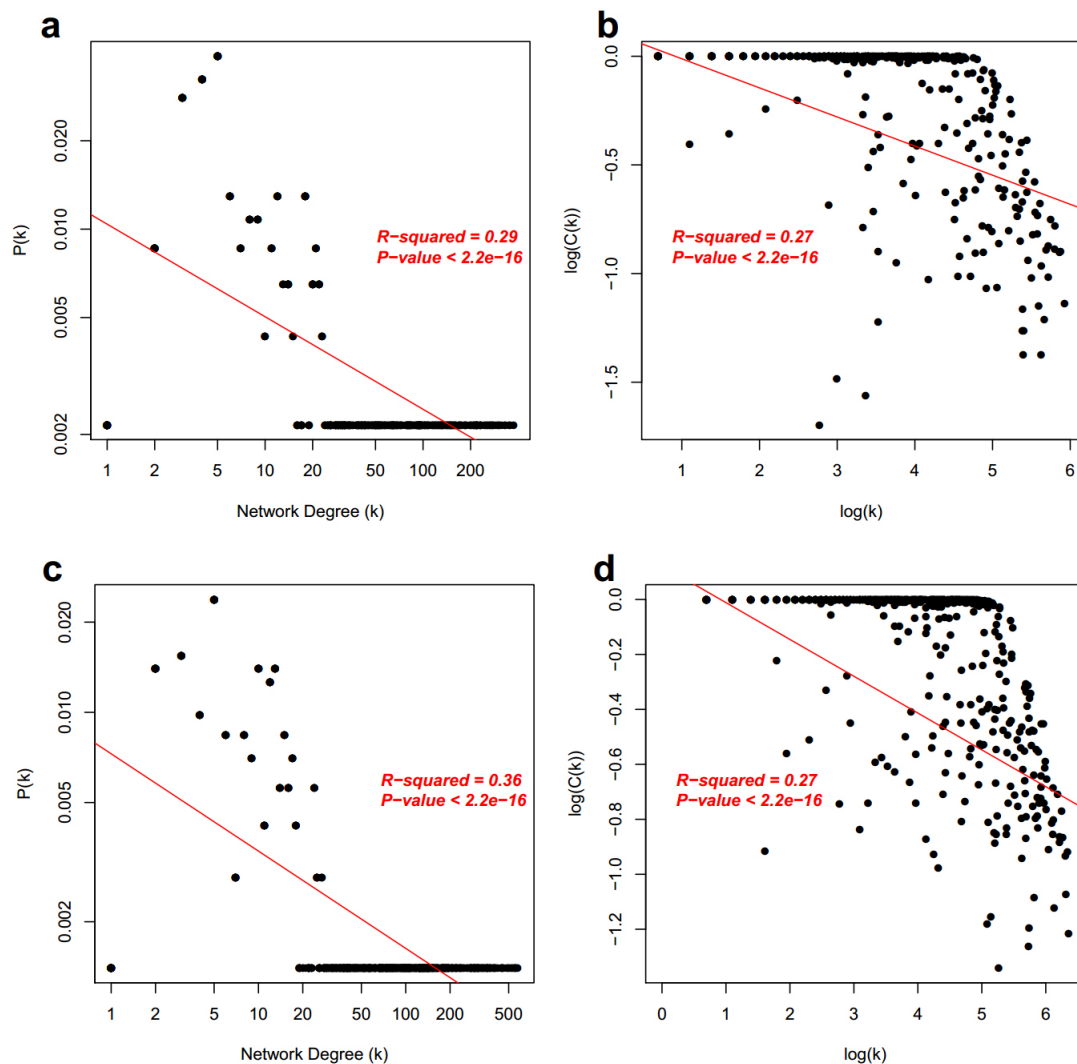 a
0.020
0.010
0.005
0.002
P(k)
R-squared = 0.29
P-value < 2.2e-16
1 2 5 10 20 50 100 200
Network Degree (k)
b
0.0
-0.5
-1.0
-1.5
log(C(k))
R-squared = 0.27
P-value < 2.2e-16
1 2 3 4 5 6
log(k)
c
0.020
0.010
0.005
0.002
P(k)
R-squared = 0.36
P-value < 2.2e-16
1 2 5 10 20 50 100 200 500
Network Degree (k)
d
0.0
-0.2
-0.4
-0.6
-0.8
-1.0
-1.2
log(C(k))
R-squared = 0.27
P-value < 2.2e-16
0 1 2 3 4 5 6
log(k)